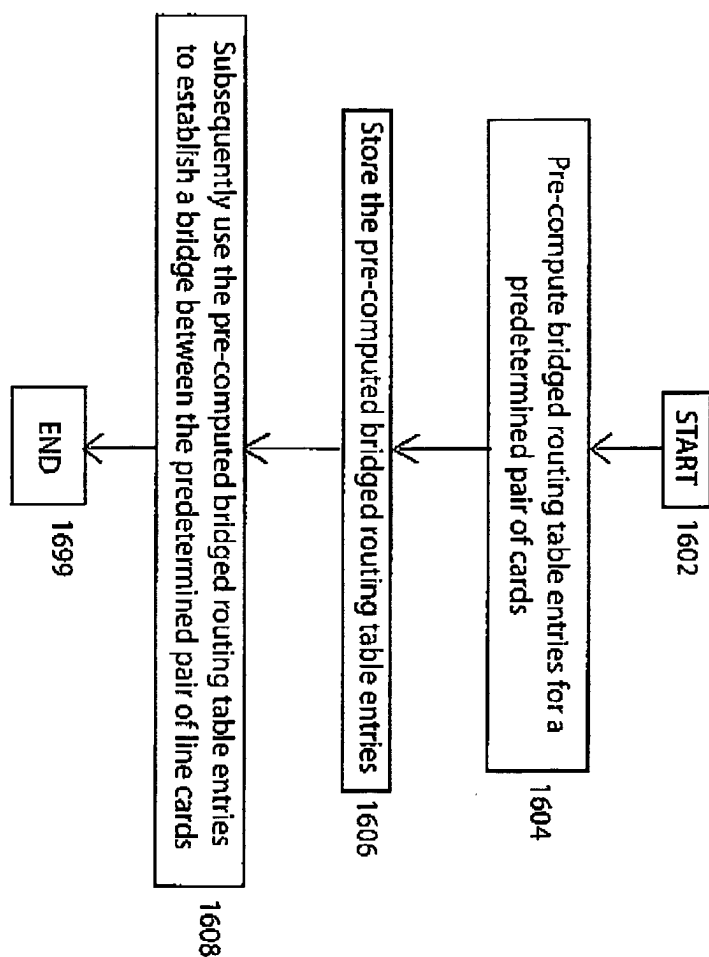 START
1602
Pre-compute bridged routing table entries for a
predetermined pair of cards
1604
Store the pre-computed bridged routing table entries
1606
Subsequently use the pre-computed bridged routing table entries
to establish a bridge between the predetermined pair of line cards
1608
END
1699